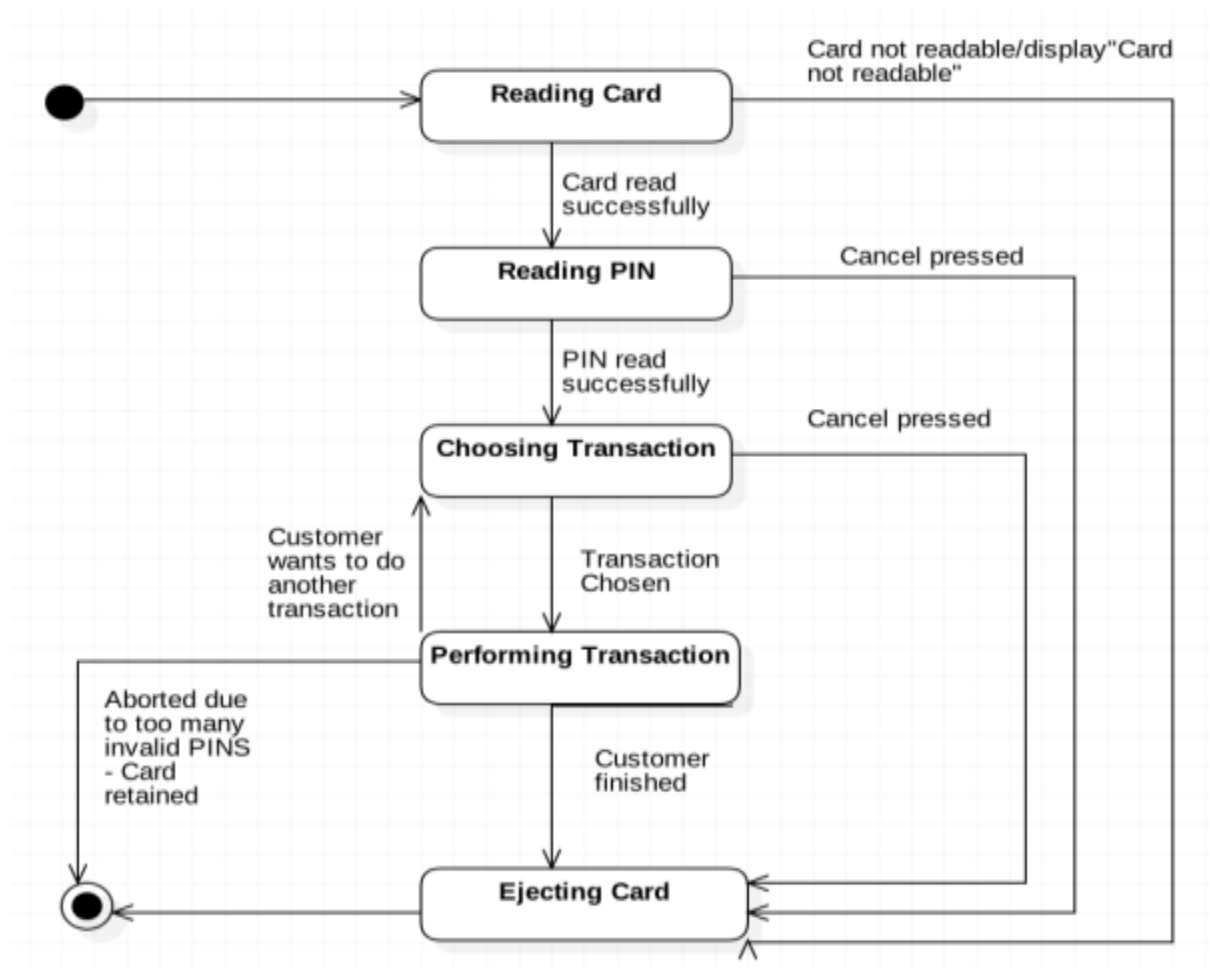 Card not readable/display"Card
not readable"
Reading Card
Card read
successfully
Reading PIN
Cancel pressed
PIN read
successfully
Cancel pressed
Choosing Transaction
Customer
wants to do
another
transaction
Transaction
Chosen
Performing Transaction
Aborted due
to too many
invalid PINS
- Card
retained
Customer
finished
Ejecting Card